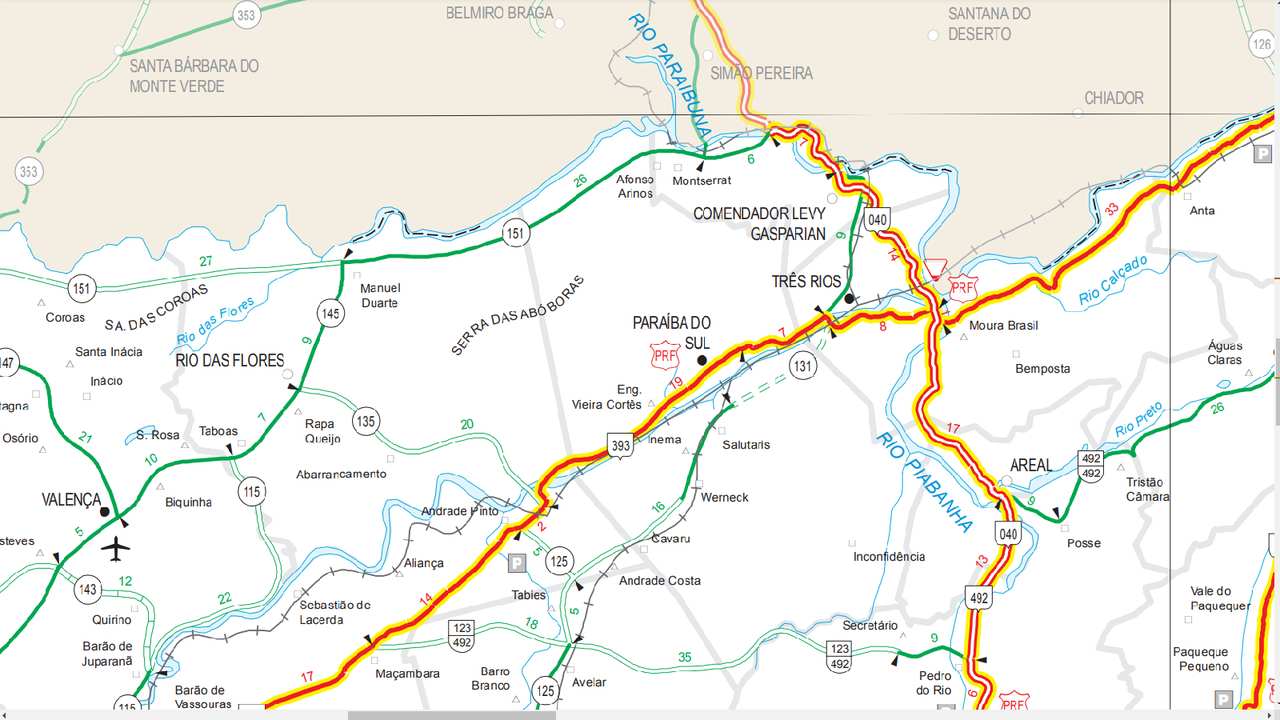 353
BELMIRO BRAGA
RIO PARAIBUNA
SANTANA DO
DESERTO
126
SANTA BÁRBARA DO
MONTE VERDE
SIMÃO PEREIRA
CHIADOR
353
6
7
P
26
Afonso
Arinos
Montserrat
33
Anta
COMENDADOR LEVY
GASPARIAN
040
9
14
151
27
151
Coroas
SA. DAS COROAS
Rio das Flores
Manuel
Duarte
SERRA DAS ABÓBORAS
TRÊS RIOS
PRF
Rio Calçado
145
PARAÍBA DO
SUL
7
8
Moura Brasil
147
Santa Inácia
RIO DAS FLORES
9
PRF
131
Bemposta
Águas
Claras
Inácio
19
Eng.
Vieira Cortês
tagna
Osório
21
S. Rosa
Taboas
7
Rapa
Queijo
135
20
393
Inema
Salutaris
17
Rio Preto
26
10
Abarrancamento
RIO PIABANHA
AREAL
492
492
Tristão
Câmara
VALENÇA
Biquinha
115
Andrade Pinto
Werneck
16
9
Posse
5
steves
2
P
5
125
Cavaru
040
Inconfidência
143
12
Aliança
Andrade Costa
13
Quirino
22
Sebastião de
Lacerda
14
Tabies
5
492
Vale do
Paquequer
Barão de
Juparanã
123
492
18
35
Secretário
123
492
9
Paqueque
Pequeno
17
Maçambara
Barro
Branco
Avelar
125
Pedro
do Rio
6
PRF
P
115
Barão de
Vassouras